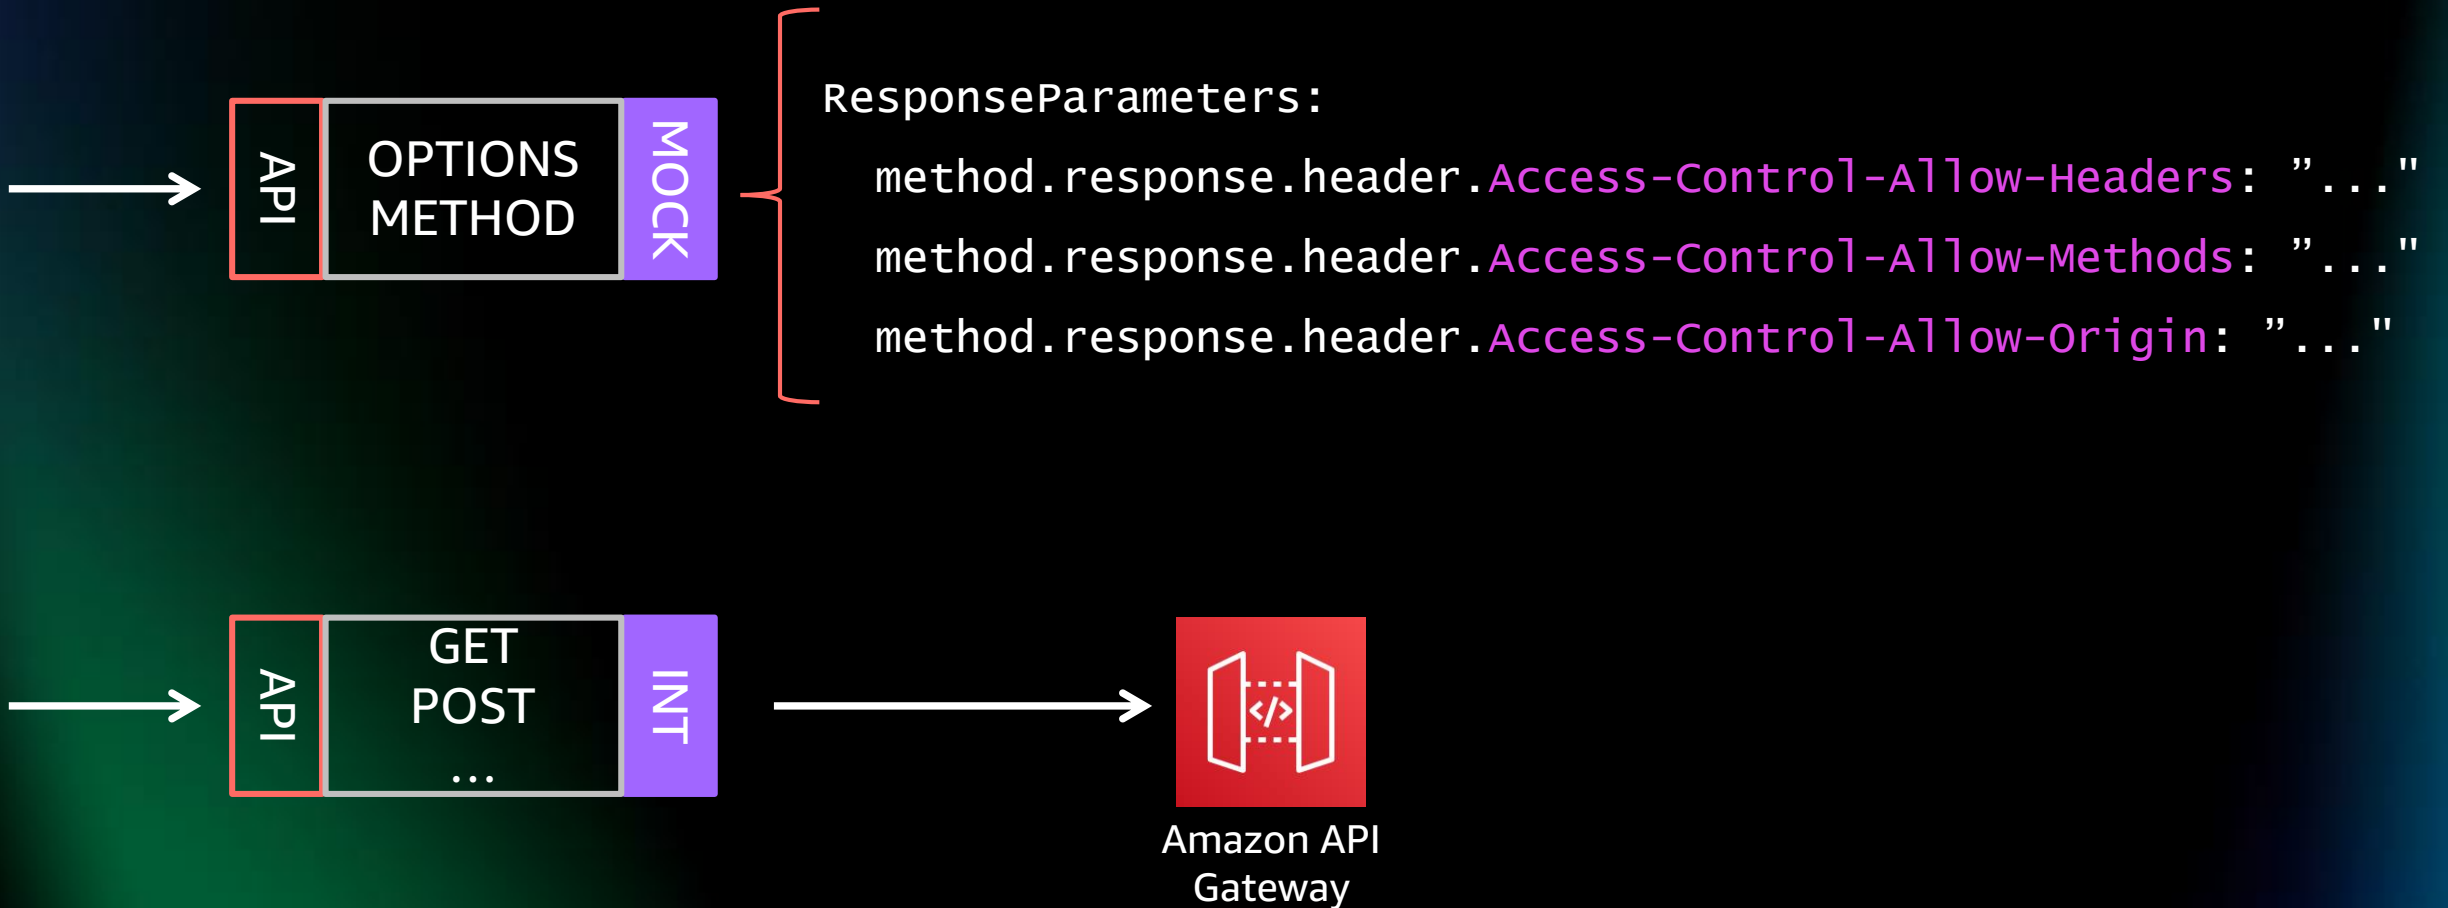 API
OPTIONS
METHOD
MOCK
ResponseParameters:
method.response.header.Access-Control-Allow-Headers: ”..."
method.response.header.Access-Control-Allow-Methods: ”..."
method.response.header.Access-Control-Allow-Origin: ”..."
API
GET
POST
...
INT
</>
Amazon API
Gateway